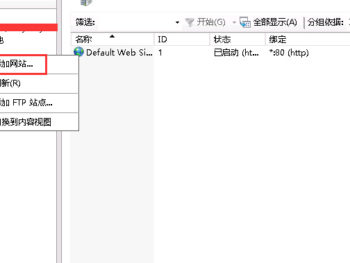 筛选: 开始(G) 全部显示(A) 分组依据:
名称 ID 状态 绑定
Default Web Si... 1 已启动 (ht... *:80 (http)
加网站...
新(R)
加 FTP 站点...
换到内容视图